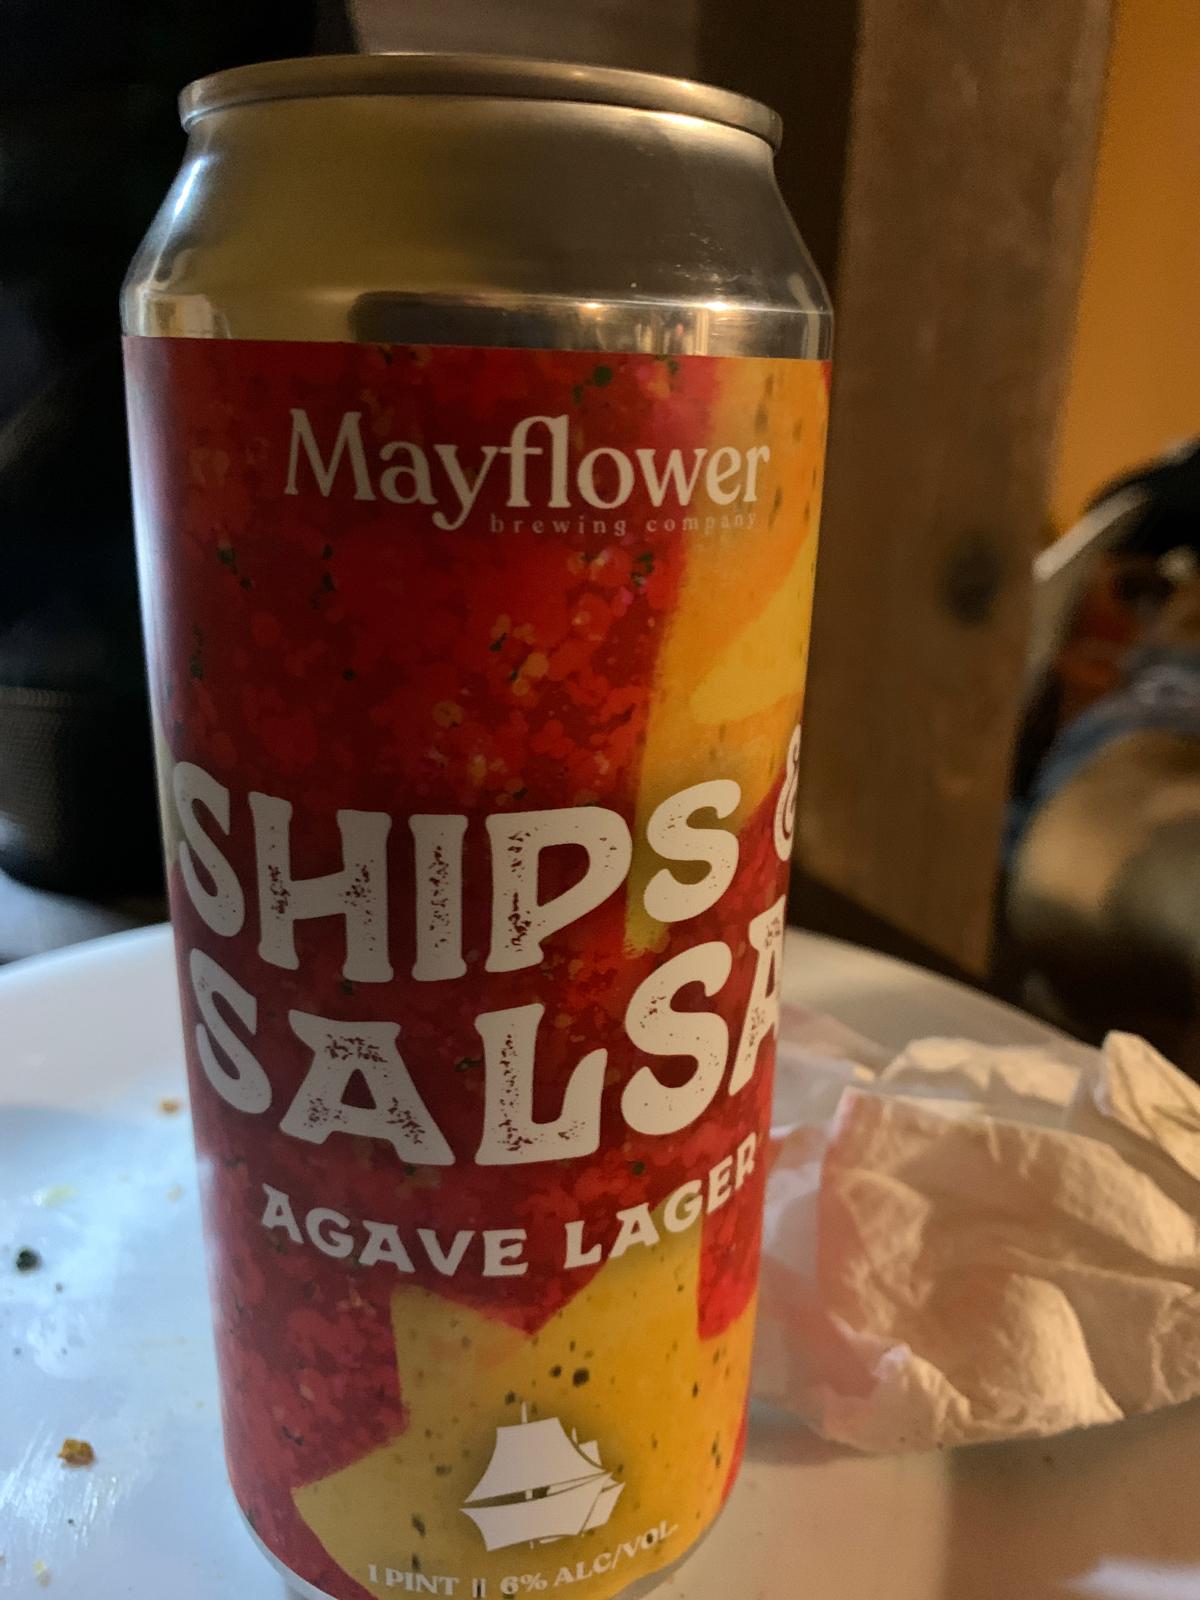 Mayflower
brewing company
SHIPS &
SALSA
AGAVE LAGER
1 PINT || 6% ALC/VOL.